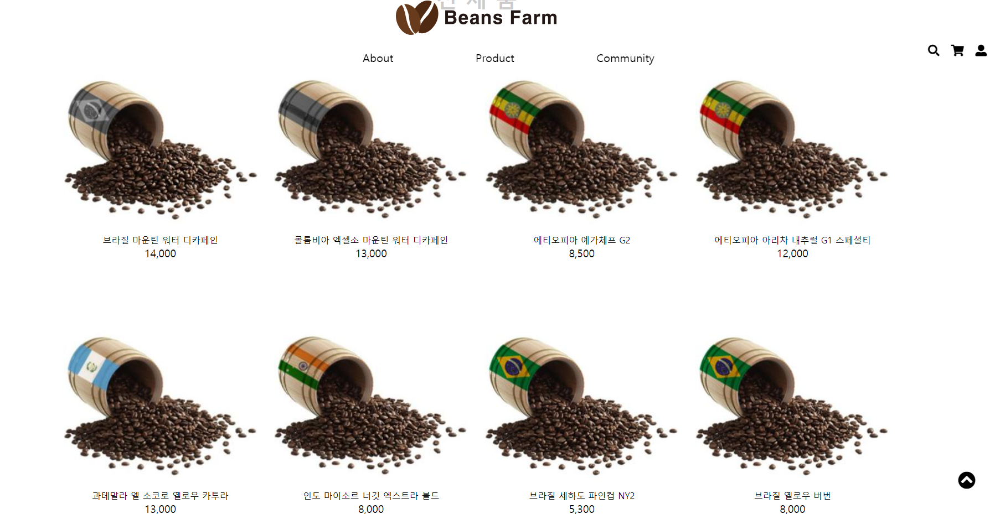 신 제 품
Beans Farm
About Product Community
브라질 마운틴 워터 디카페인
14,000
콜롬비아 엑셀소 마운틴 워터 디카페인
13,000
에티오피아 예가체프 G2
8,500
에티오피아 아리차 내추럴 G1 스페셜티
12,000
과테말라 엘 소코로 옐로우 카투라
13,000
인도 마이소르 너깃 엑스트라 볼드
8,000
브라질 세하도 파인컵 NY2
5,300
브라질 옐로우 버번
8,000